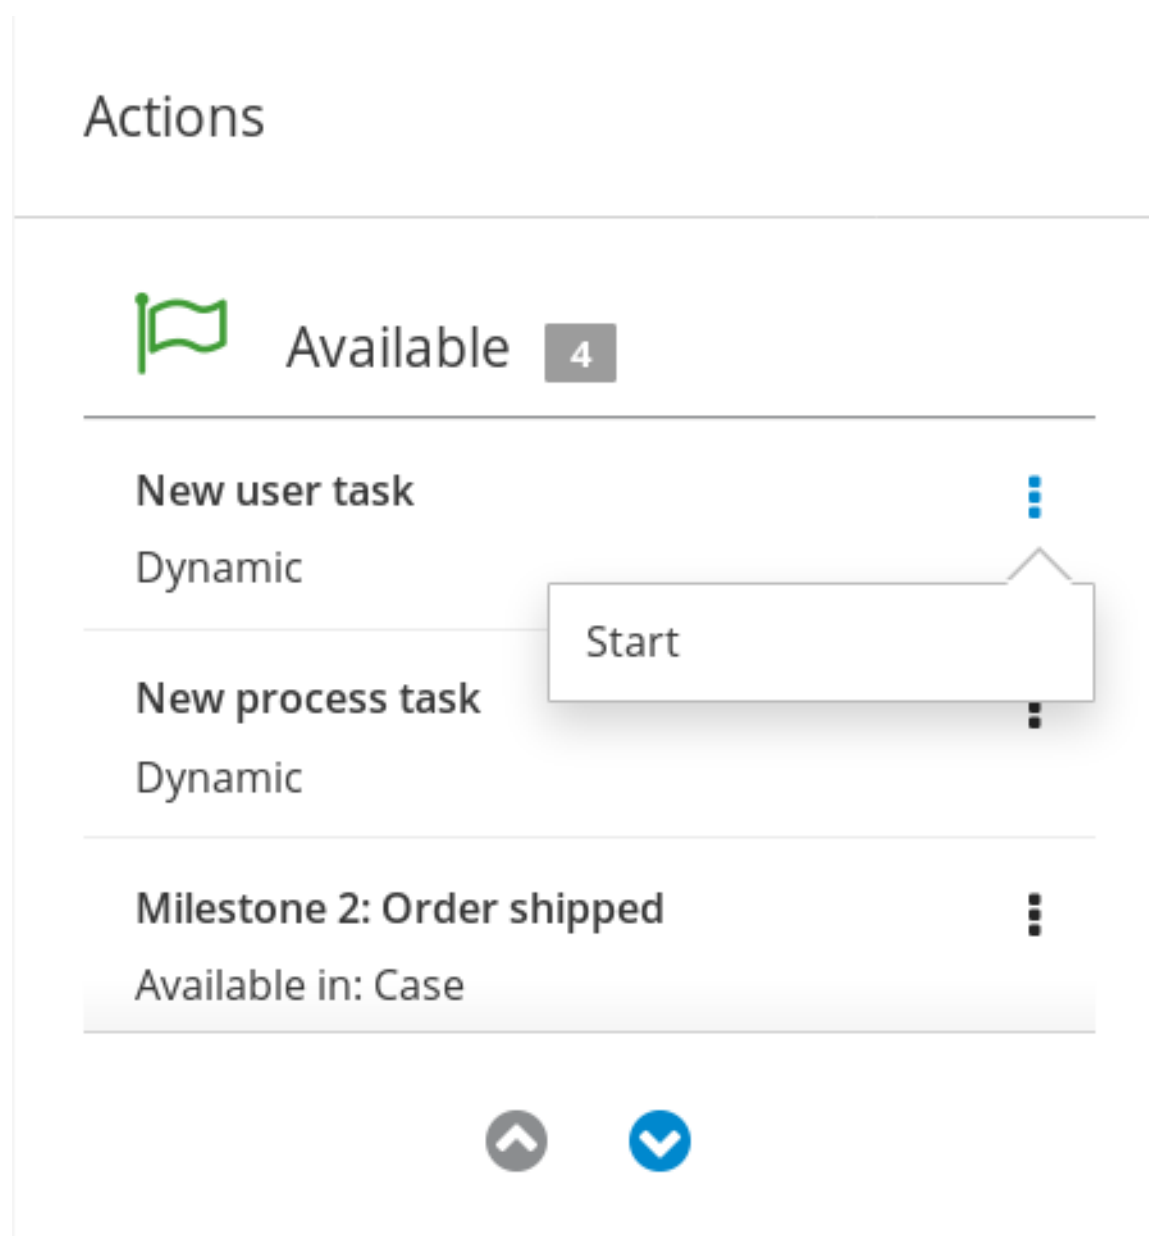 Actions
Available 4
New user task
Dynamic
Start
New process task
Dynamic
Milestone 2: Order shipped
Available in: Case